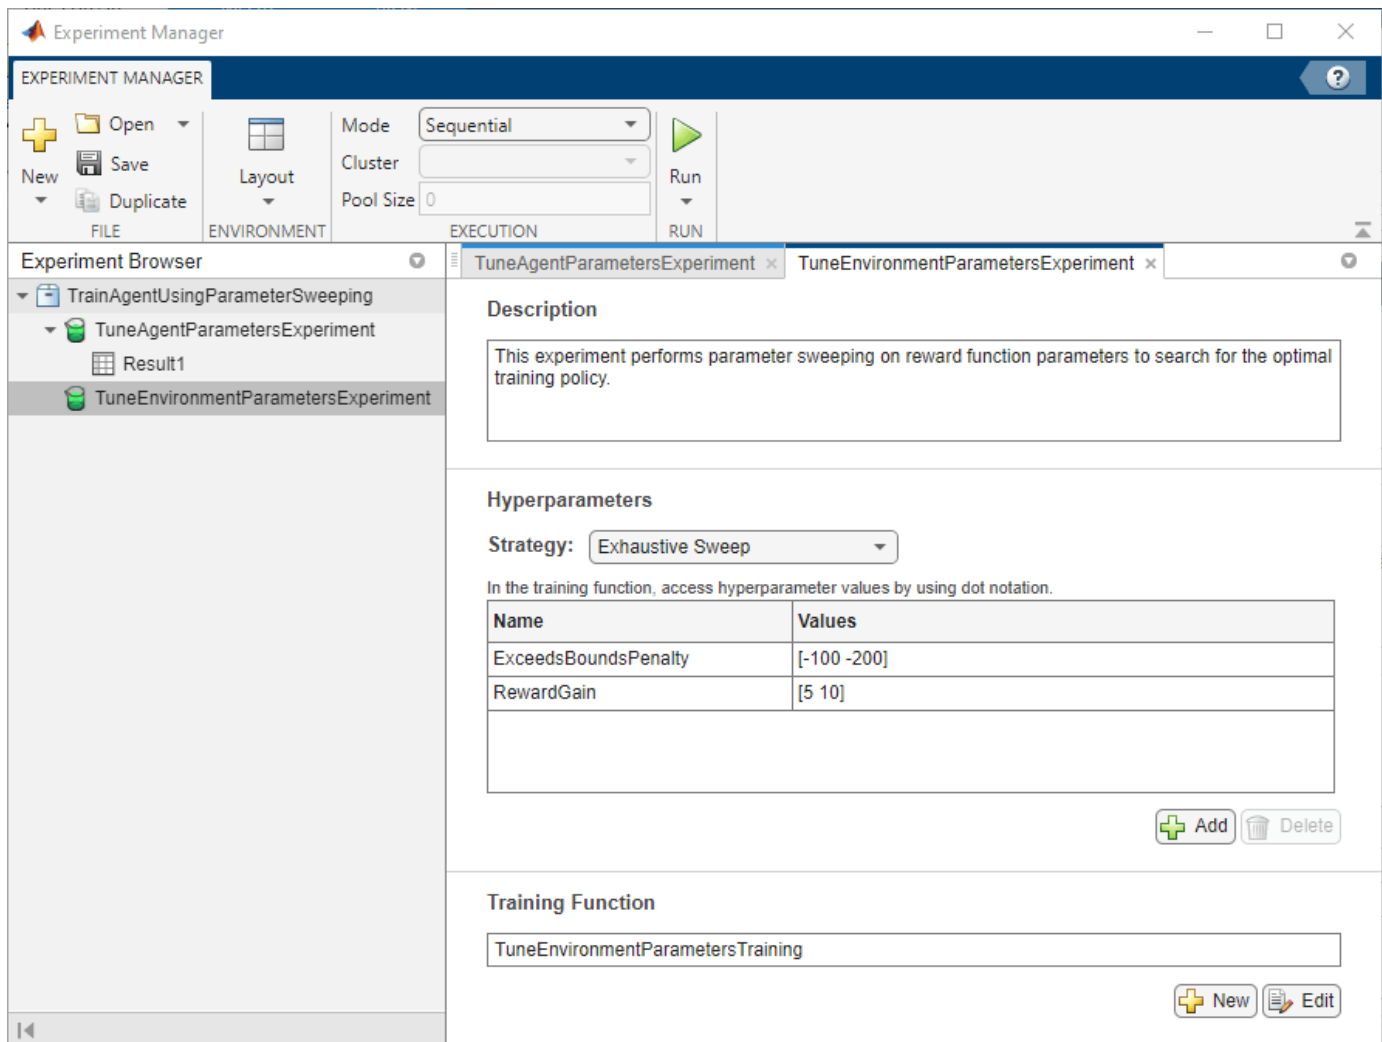 Experiment Manager
EXPERIMENT MANAGER
?
New
Open
Save
Duplicate
FILE
Layout
ENVIRONMENT
Mode Sequential
Cluster
Pool Size 0
EXECUTION
Run
RUN
Experiment Browser
TrainAgentUsingParameterSweeping
TuneAgentParametersExperiment
Result1
TuneEnvironmentParametersExperiment
TuneAgentParametersExperiment × TuneEnvironmentParametersExperiment ×
Description
This experiment performs parameter sweeping on reward function parameters to search for the optimal
training policy.
Hyperparameters
Strategy: Exhaustive Sweep
In the training function, access hyperparameter values by using dot notation.
Name Values
ExceedsBoundsPenalty [-100 -200]
RewardGain [5 10]
Add Delete
Training Function
TuneEnvironmentParametersTraining
New Edit